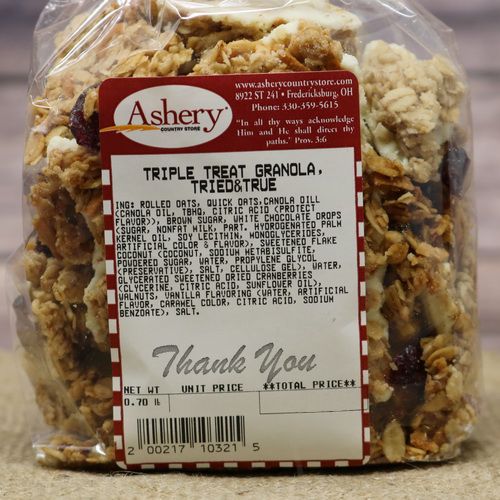 Ashery
COUNTRY STORE
www.asherycountrystore.com
8922 ST 241 • Fredericksburg, OH
Phone: 330-359-5615
"In all thy ways acknowledge
Him and He shall direct thy
paths." Prov. 3:6
TRIPLE TREAT GRANOLA,
TRIED&TRUE
ING: ROLLED OATS, QUICK OATS,CANOLA OILL
(CANOLA OIL, TBHQ, CITRIC ACID (PROTECT
FLAVOR)), BROWN SUGAR, WHITE CHOCOLATE DROPS
(SUGAR, NONFAT MILK, PART. HYDROGENATED PALM
KERNEL OIL, SOY LECITHIN, MONOGLYCERIDES,
ARTIFICIAL COLOR & FLAVOR), SWEETENED FLAKE
COCONUT (COCONUT, SODIUM METABISULFITE,
POWDERED SUGAR, WATER, PROPYLENE GLYCOL
(PRESERVATIVE), SALT, CELLULOSE GEL), WATER,
GLYCERATED SWEETENED DRIED CRANBERRIES
(GLYCERINE, CITRIC ACID, SUNFLOWER OIL),
WALNUTS, VANILLA FLAVORING (WATER, ARTIFICIAL
FLAVOR, CARAMEL COLOR, CITRIC ACID, SODIUM
BENZOATE), SALT.
Thank You
NET WT UNIT PRICE **TOTAL PRICE**
0.70 lb
2 00217 10321 5